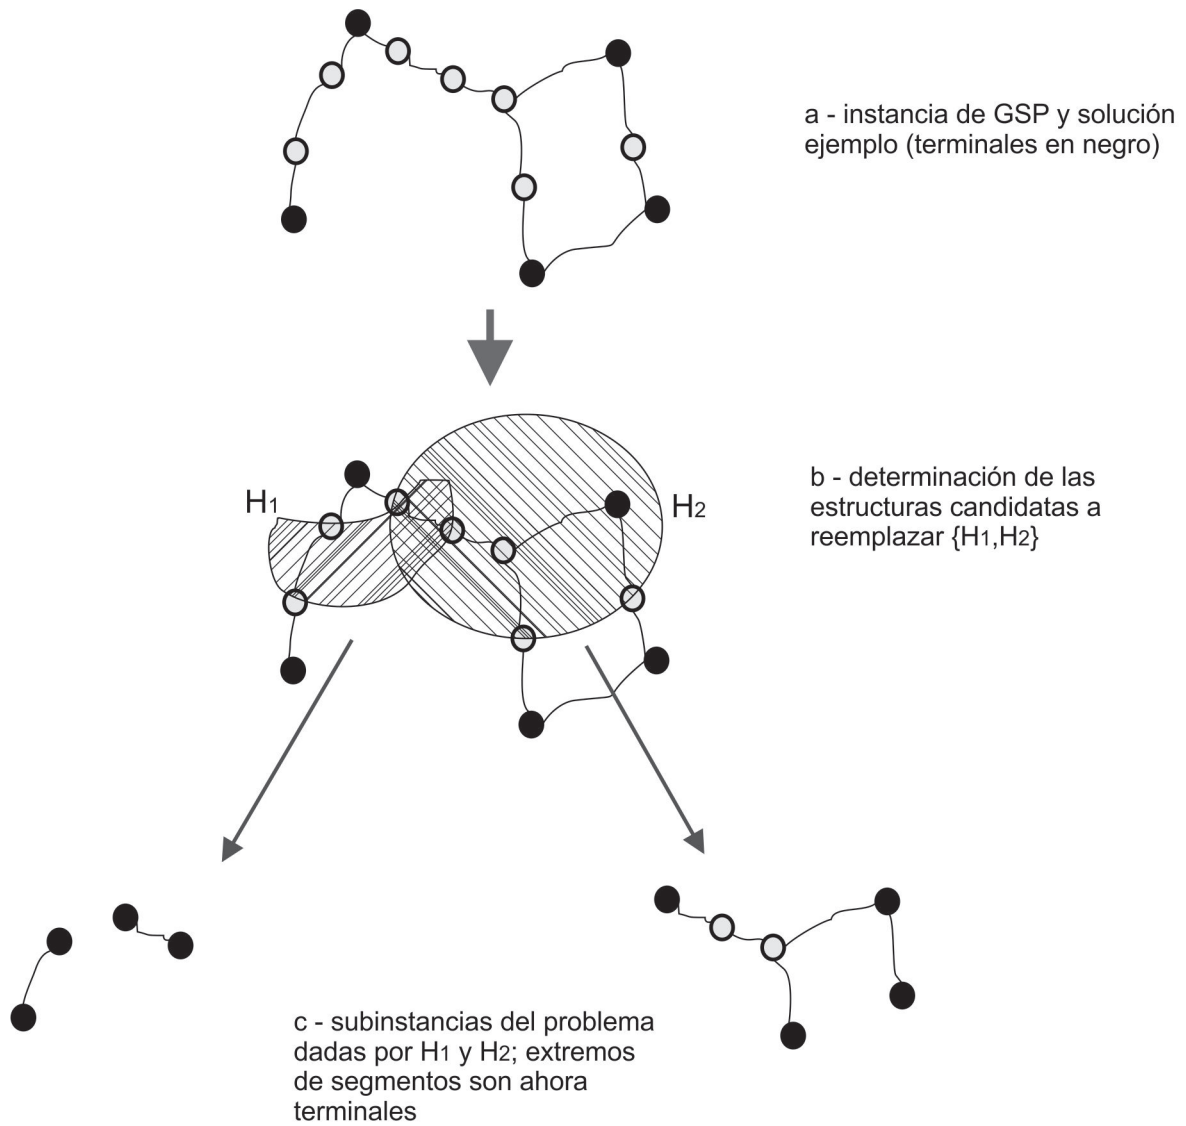 a - instancia de GSP y solución
ejemplo (terminales en negro)
H1
H2
b - determinación de las
estructuras candidatas a
reemplazar {H1,H2}
c - subinstancias del problema
dadas por H1 y H2; extremos
de segmentos son ahora
terminales